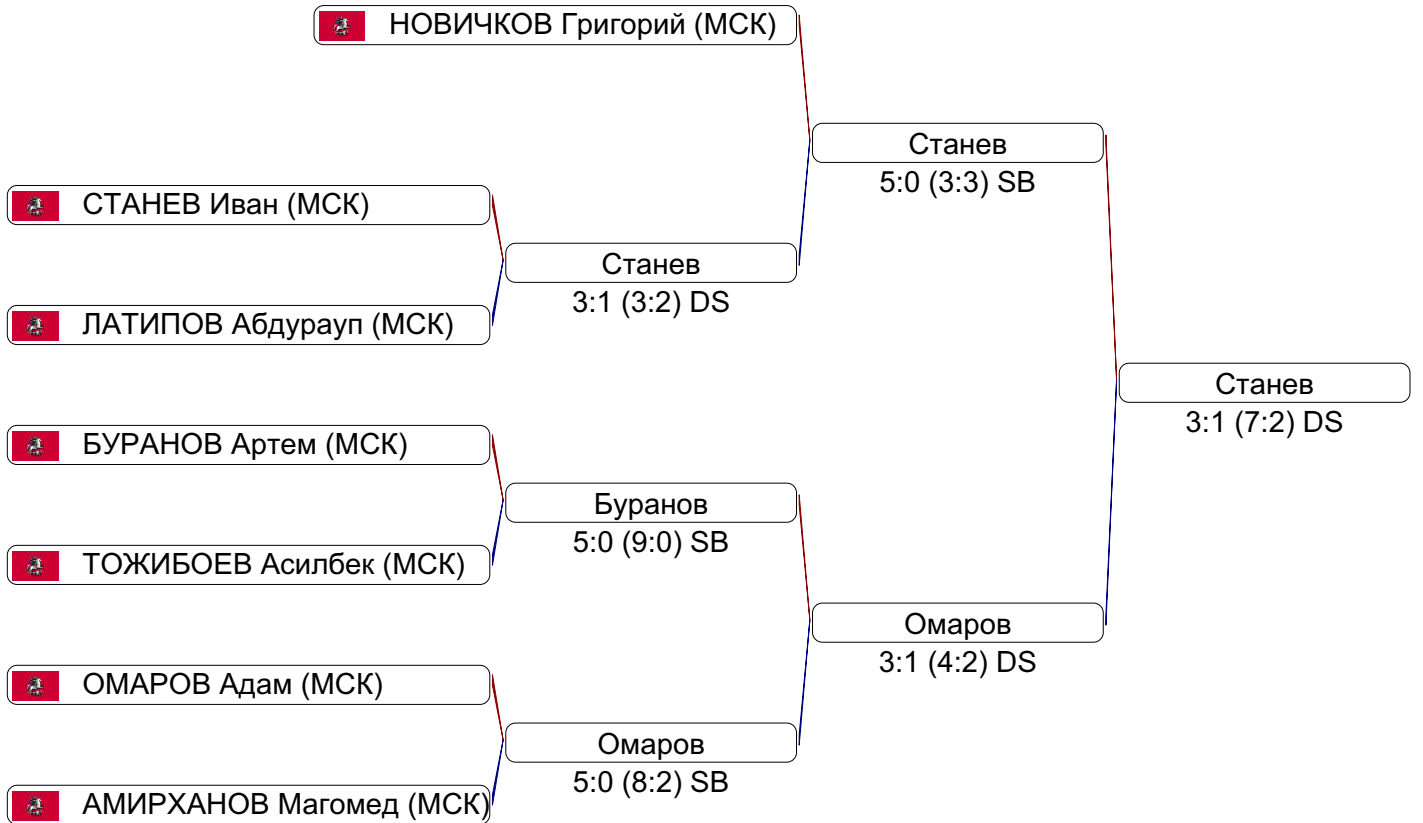 НОВИЧКОВ Григорий (МСК)
Станев
5:0 (3:3) SB
СТАНЕВ Иван (МСК)
Станев
3:1 (3:2) DS
ЛАТИПОВ Абдурауп (МСК)
Станев
3:1 (7:2) DS
БУРАНОВ Артем (МСК)
Буранов
5:0 (9:0) SB
ТОЖИБОЕВ Асилбек (МСК)
Омаров
3:1 (4:2) DS
ОМАРОВ Адам (МСК)
Омаров
5:0 (8:2) SB
АМИРХАНОВ Магомед (МСК)